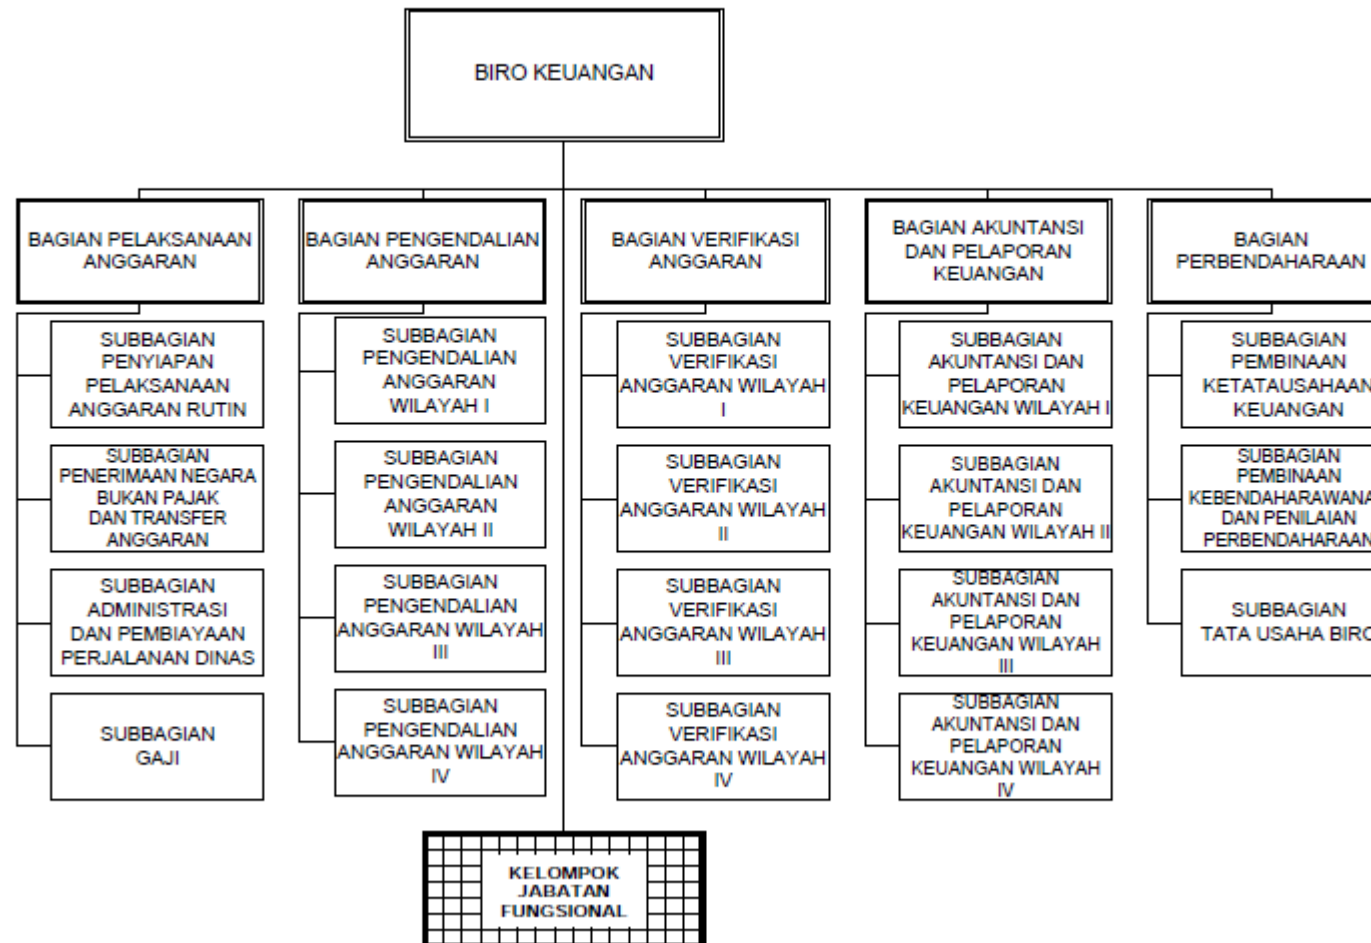 BIRO KEUANGAN
BAGIAN PELAKSANAAN
ANGGARAN
SUBBAGIAN
PENYIAPAN
PELAKSANAAN
ANGGARAN RUTIN
SUBBAGIAN
PENERIMAAN NEGARA
BUKAN PAJAK
DAN TRANSFER
ANGGARAN
SUBBAGIAN
ADMINISTRASI
DAN PEMBIAYAAN
PERJALANAN DINAS
SUBBAGIAN
GAJI
BAGIAN PENGENDALIAN
ANGGARAN
SUBBAGIAN
PENGENDALIAN
ANGGARAN
WILAYAH I
SUBBAGIAN
PENGENDALIAN
ANGGARAN
WILAYAH II
SUBBAGIAN
PENGENDALIAN
ANGGARAN WILAYAH
III
SUBBAGIAN
PENGENDALIAN
ANGGARAN WILAYAH
IV
BAGIAN VERIFIKASI
ANGGARAN
SUBBAGIAN
VERIFIKASI
ANGGARAN WILAYAH
I
SUBBAGIAN
VERIFIKASI
ANGGARAN WILAYAH
II
SUBBAGIAN
VERIFIKASI
ANGGARAN WILAYAH
III
SUBBAGIAN
VERIFIKASI
ANGGARAN WILAYAH
IV
BAGIAN AKUNTANSI
DAN PELAPORAN
KEUANGAN
SUBBAGIAN
AKUNTANSI DAN
PELAPORAN
KEUANGAN WILAYAH I
SUBBAGIAN
AKUNTANSI DAN
PELAPORAN
KEUANGAN WILAYAH II
SUBBAGIAN
AKUNTANSI DAN
PELAPORAN
KEUANGAN WILAYAH
III
SUBBAGIAN
AKUNTANSI DAN
PELAPORAN
KEUANGAN WILAYAH
IV
BAGIAN
PERBENDAHARAAN
SUBBAGIAN
PEMBINAAN
KETATAUSAHAAN
KEUANGAN
SUBBAGIAN
PEMBINAAN
KEBENDAHARAWANA
DAN PENILAIAN
PERBENDAHARAAN
SUBBAGIAN
TATA USAHA BIRO
KELOMPOK
JABATAN
FUNGSIONAL